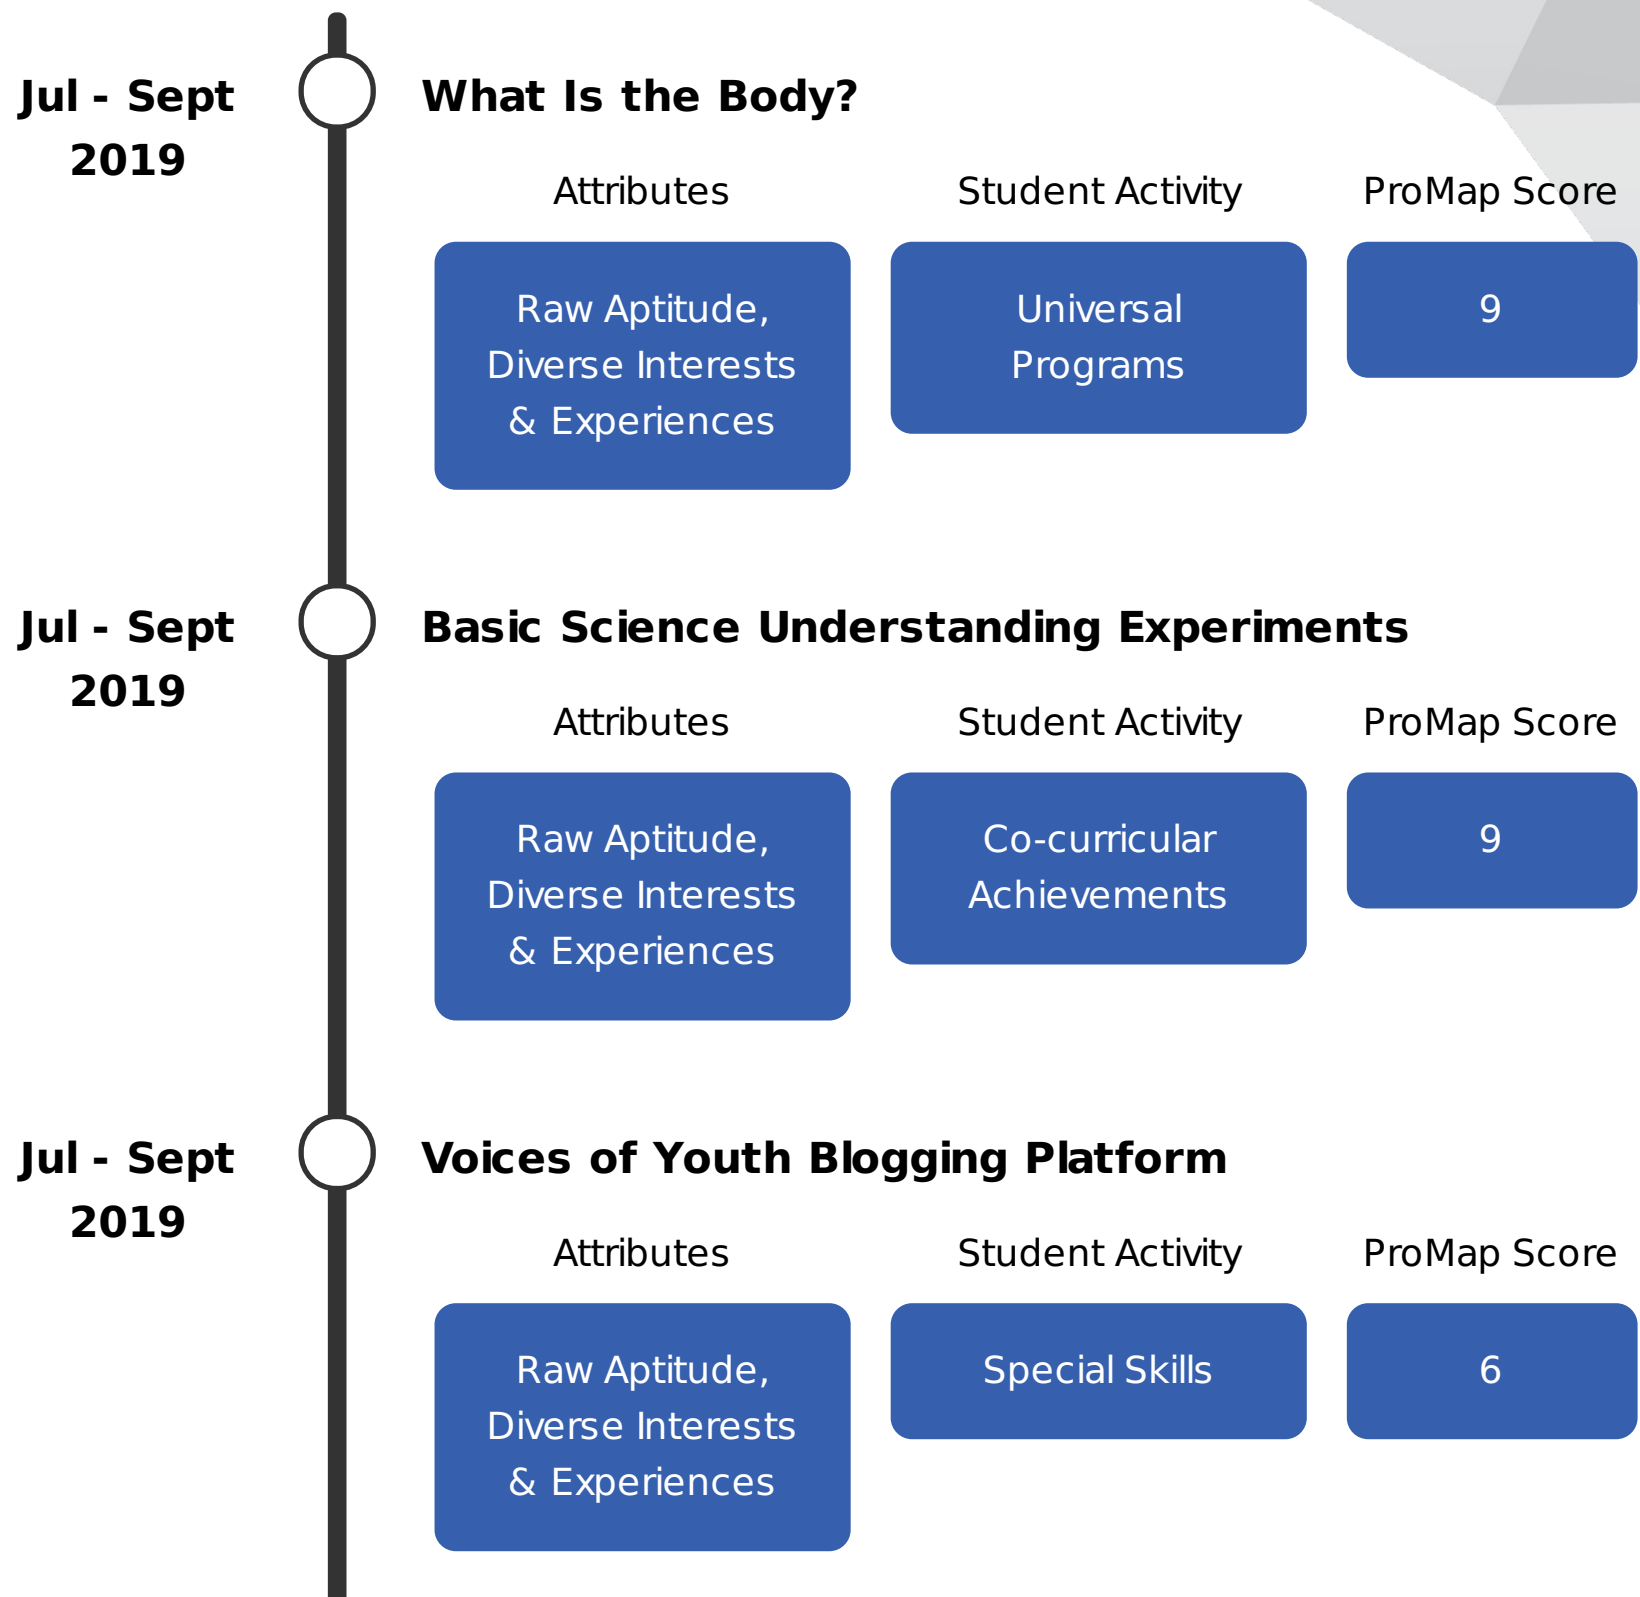 Jul - Sept
2019
What Is the Body?
Attributes
Student Activity
ProMap Score
Raw Aptitude,
Diverse Interests
& Experiences
Universal
Programs
9
Jul - Sept
2019
Basic Science Understanding Experiments
Attributes
Student Activity
ProMap Score
Raw Aptitude,
Diverse Interests
& Experiences
Co-curricular
Achievements
9
Jul - Sept
2019
Voices of Youth Blogging Platform
Attributes
Student Activity
ProMap Score
Raw Aptitude,
Diverse Interests
& Experiences
Special Skills
6